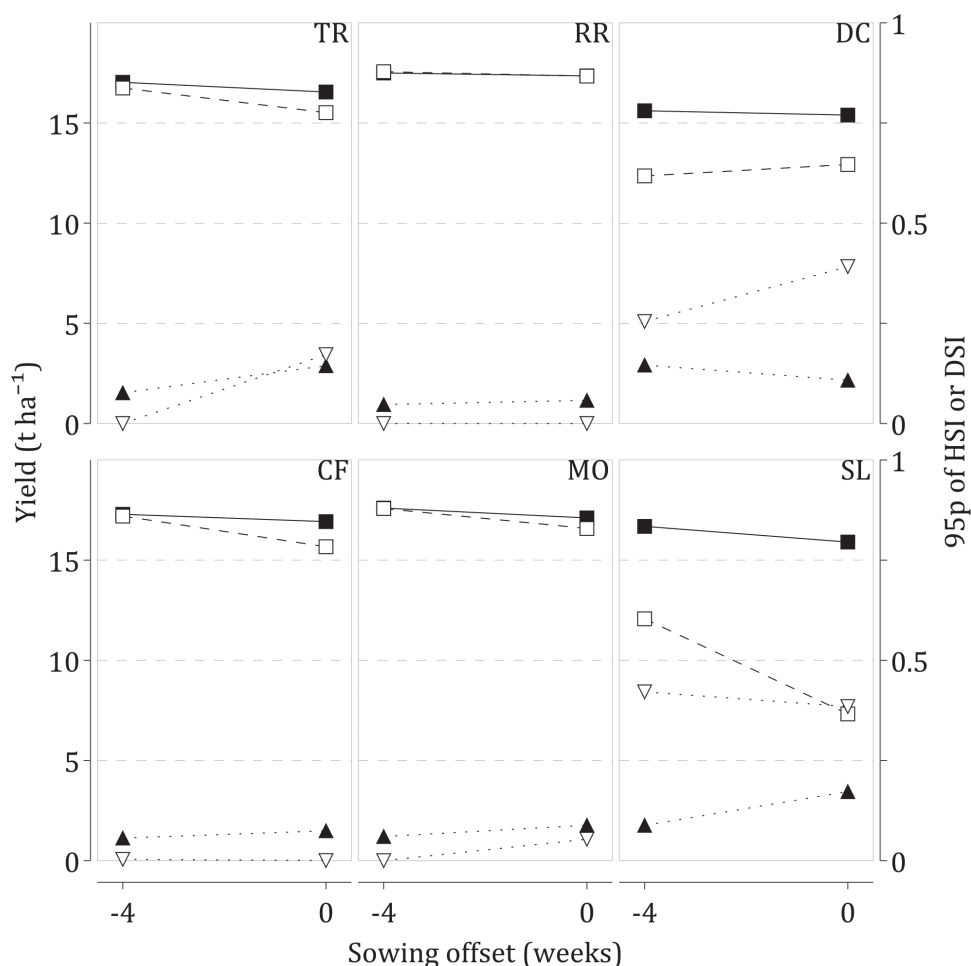 TR RR DC 1
15
10 0.5
5
0 0
Yield (t ha⁻¹)
95p of HSI or DSI
CF MO SL 1
15
10 0.5
5
0 0
-4 0 -4 0 -4 0
Sowing offset (weeks)